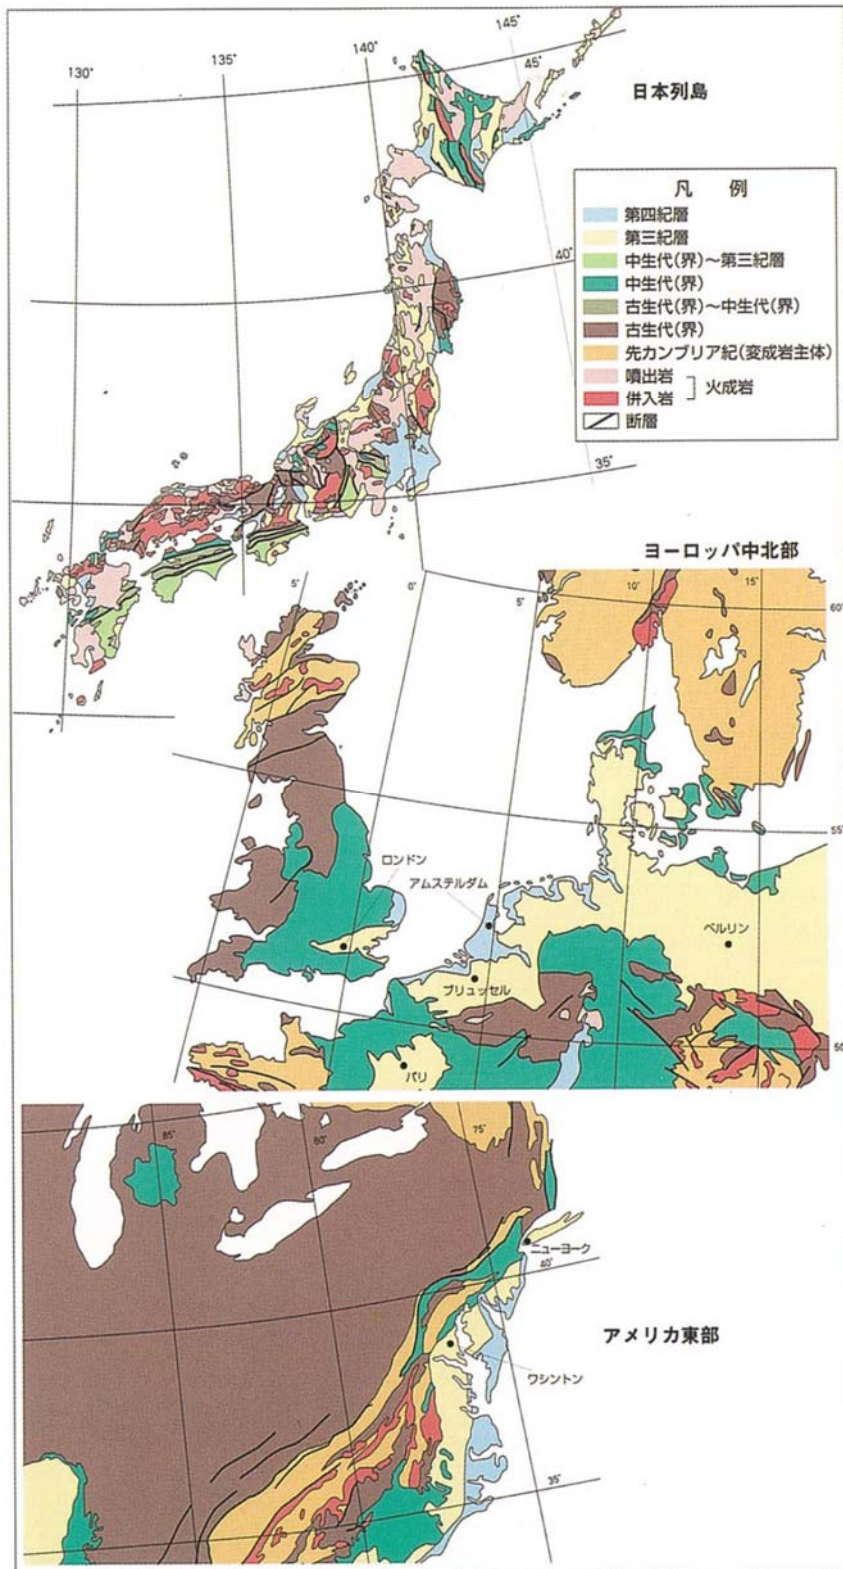 145°
140°
135°
130°
45°
日本列島
凡 例
第四紀層
第三紀層
中生代(界)~第三紀層
中生代(界)
古生代(界)~中生代(界)
古生代(界)
先カンブリア紀(変成岩主体)
噴出岩
併入岩
火成岩
断層
40°
35°
ヨーロッパ中北部
5°
0°
5°
10°
15°
60°
55°
ロンドン
アムステルダム
ベルリン
ブリュッセル
パリ
50°
85°
80°
75°
ニューヨーク
40°
アメリカ東部
ワシントン
35°